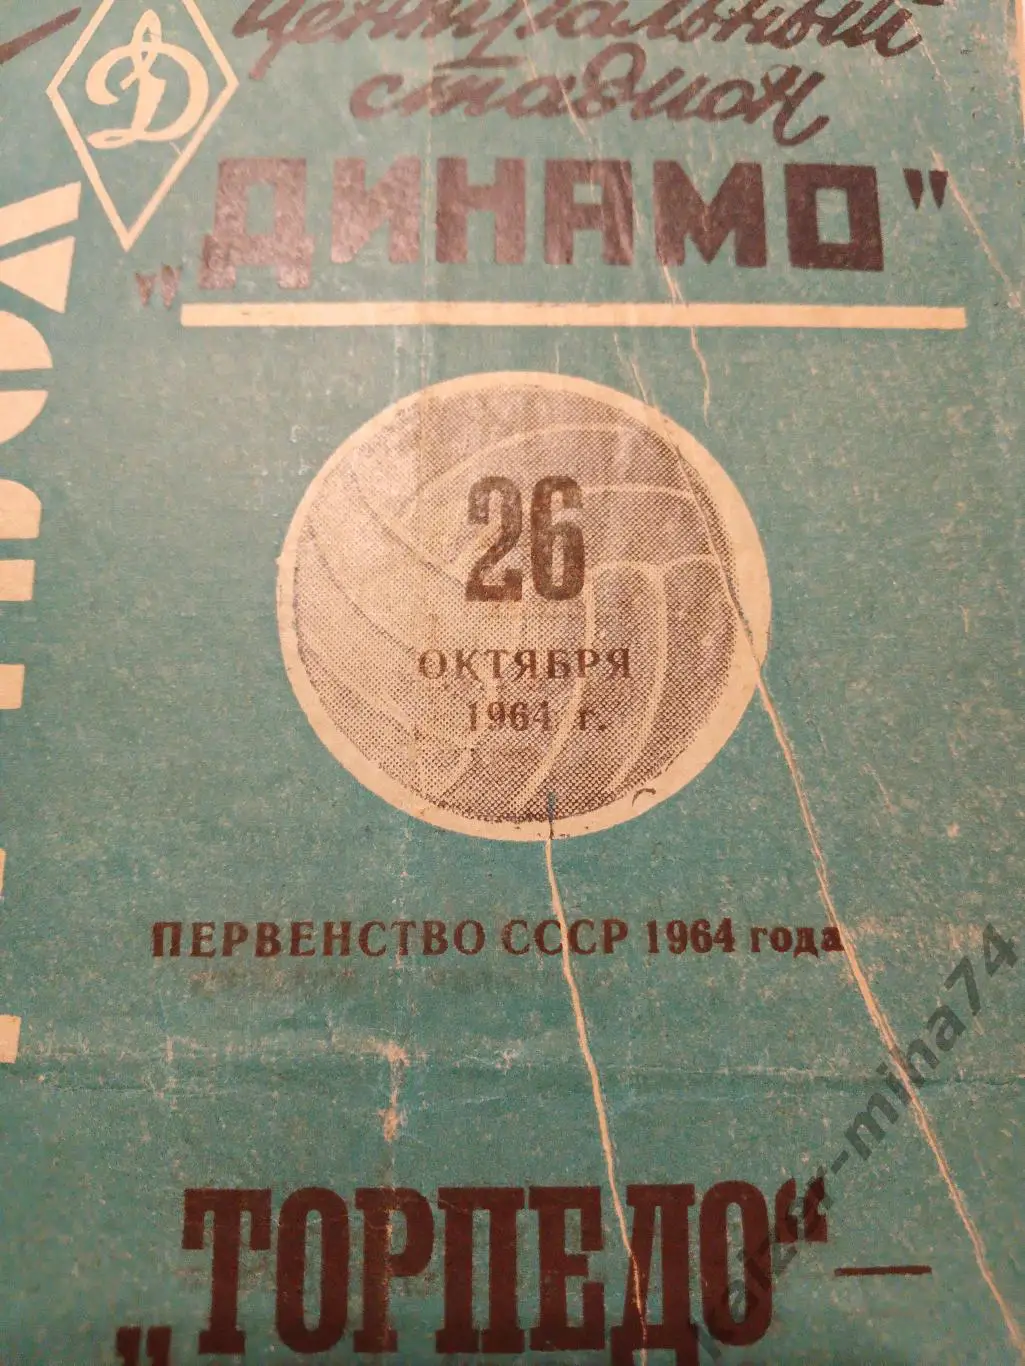 Центральный
стадион
„ДИНАМО"
26
ОКТЯБРЯ
1964 г.
ПЕРВЕНСТВО СССР 1964 года
„ТОРПЕДО“—